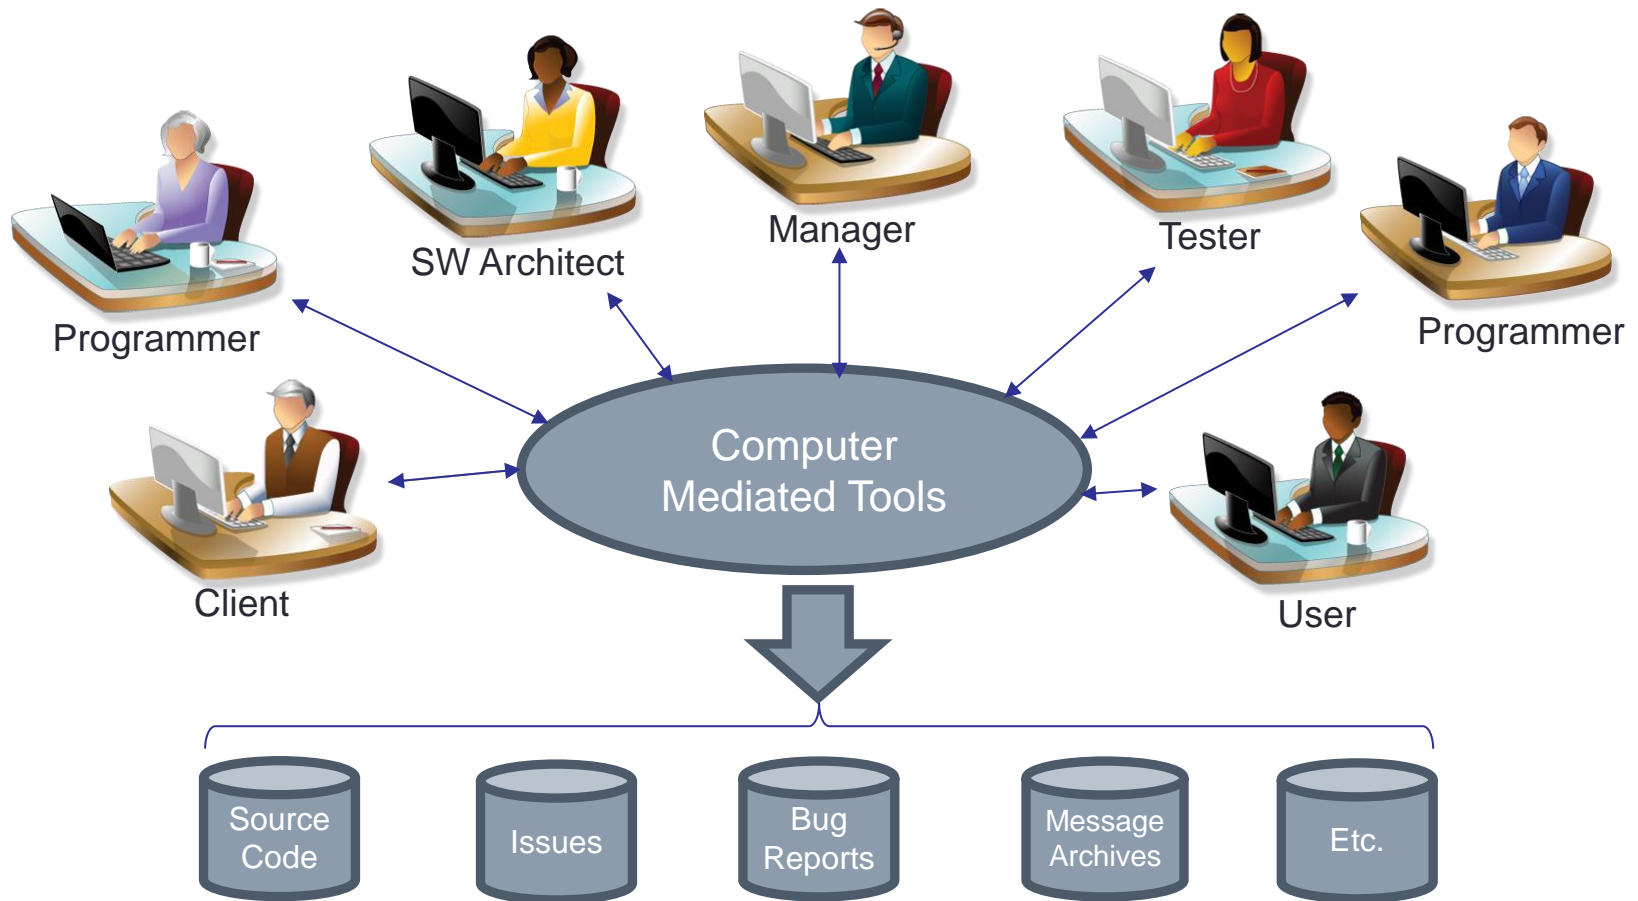 Manager
Tester
SW Architect
Programmer
Programmer
Computer
Mediated Tools
Client
User
Source
Code
Issues
Bug
Reports
Message
Archives
Etc.